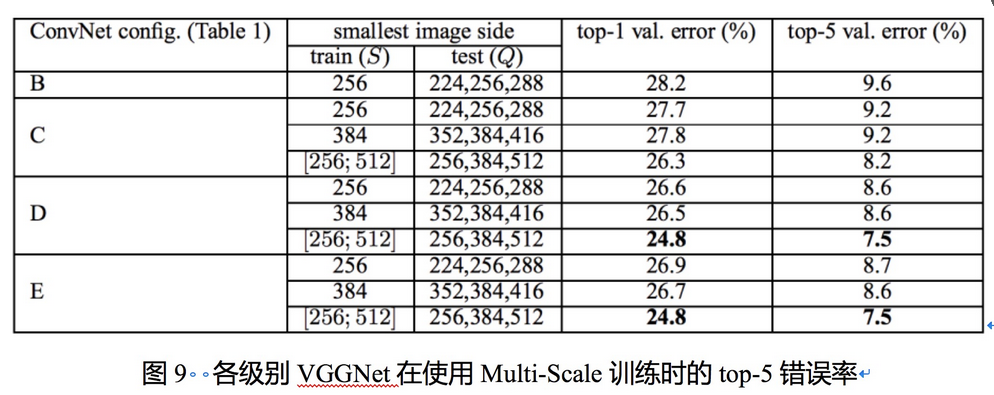 ConvNet config. (Table 1) smallest image side top-1 val. error (%) top-5 val. error (%)
train (S) test (Q)
B 256 224,256,288 28.2 9.6
C 256 224,256,288 27.7 9.2
384 352,384,416 27.8 9.2
[256; 512] 256,384,512 26.3 8.2
D 256 224,256,288 26.6 8.6
384 352,384,416 26.5 8.6
[256; 512] 256,384,512 24.8 7.5
E 256 224,256,288 26.9 8.7
384 352,384,416 26.7 8.6
[256; 512] 256,384,512 24.8 7.5
图 9 各级别 VGGNet 在使用 Multi-Scale 训练时的 top-5 错误率